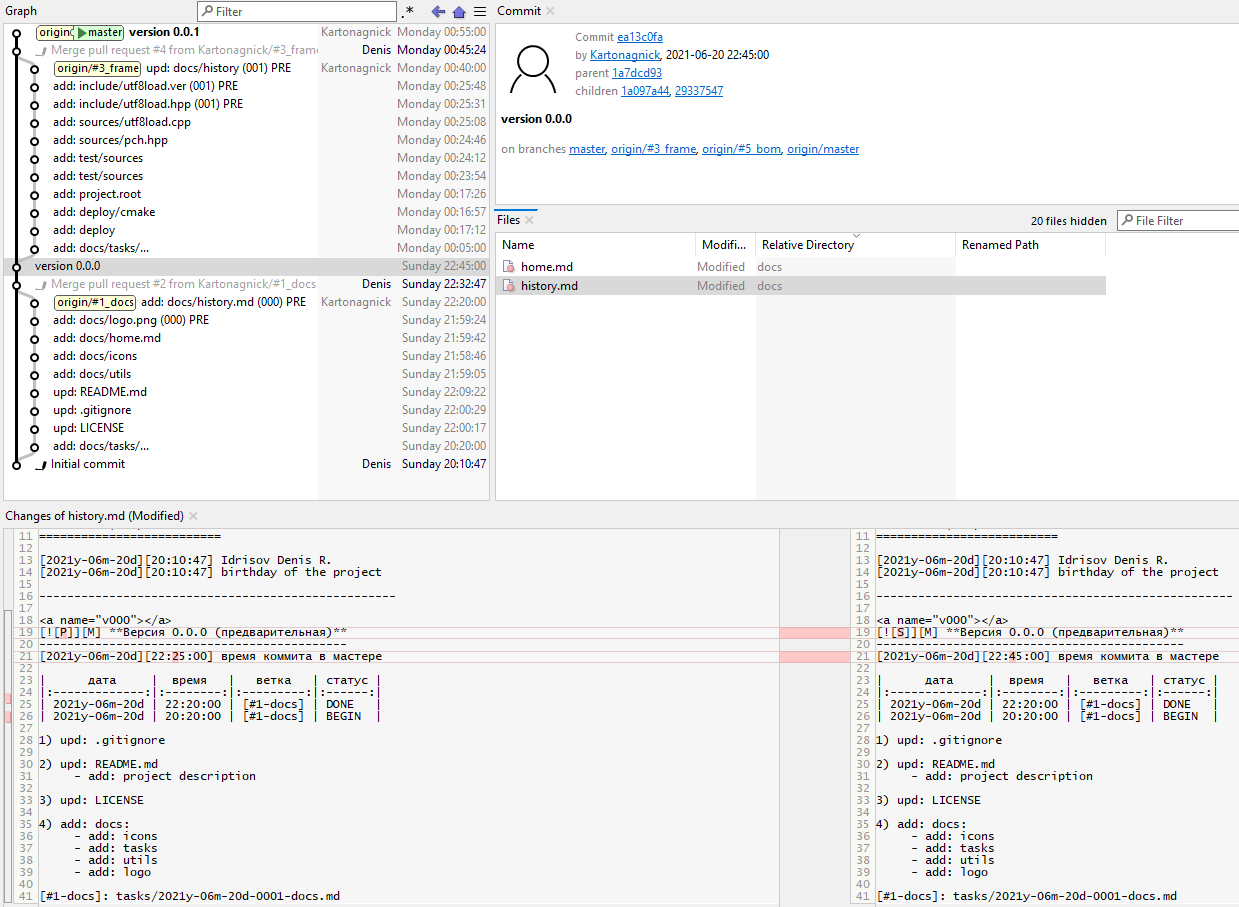 Graph
Filter
.*
origin/ master version 0.0.1 Kartonagnick Monday 00:55:00
Merge pull request #4 from Kartonagnick/#3_frame Denis Monday 00:45:24
origin/#3_frame upd: docs/history (001) PRE Kartonagnick Monday 00:40:00
add: include/utf8load.ver (001) PRE Monday 00:25:48
add: include/utf8load.hpp (001) PRE Monday 00:25:31
add: sources/utf8load.cpp Monday 00:25:08
add: sources/pch.hpp Monday 00:24:46
add: test/sources Monday 00:24:12
add: test/sources Monday 00:23:54
add: project.root Monday 00:17:26
add: deploy/cmake Monday 00:16:57
add: deploy Monday 00:17:12
add: docs/tasks/... Monday 00:05:00
version 0.0.0 Sunday 22:45:00
Merge pull request #2 from Kartonagnick/#1_docs Denis Sunday 22:32:47
origin/#1_docs add: docs/history.md (000) PRE Kartonagnick Sunday 22:20:00
add: docs/logo.png (000) PRE Sunday 21:59:24
add: docs/home.md Sunday 21:59:42
add: docs/icons Sunday 21:58:46
add: docs/utils Sunday 21:59:05
upd: README.md Sunday 22:09:22
upd: .gitignore Sunday 22:00:29
upd: LICENSE Sunday 22:00:17
add: docs/tasks/... Sunday 20:20:00
Initial commit Denis Sunday 20:10:47
Commit
Commit ea13c0fa
by Kartonagnick, 2021-06-20 22:45:00
parent 1a7dcd93
children 1a097a44, 29337547
version 0.0.0
on branches master, origin/#3_frame, origin/#5_bom, origin/master
Files
20 files hidden
File Filter
Name Modifi... Relative Directory Renamed Path
home.md Modified docs
history.md Modified docs
Changes of history.md (Modified)
11 ==========================
12
13 [2021y-06m-20d][20:10:47] Idrisov Denis R.
14 [2021y-06m-20d][20:10:47] birthday of the project
15
16 ---------------------------------------------------
17
18 <a name="v000"></a>
19 [![P]][M] **Версия 0.0.0 (предварительная)**
20 --------------------------------------------
21 [2021y-06m-20d][22:25:00] время коммита в мастере
22
23 |      дата      |  время   |   ветка   | статус |
24 |:--------------:|:--------:|:---------:|:------:|
25 | 2021y-06m-20d | 22:20:00 | [#1-docs] | DONE   |
26 | 2021y-06m-20d | 20:20:00 | [#1-docs] | BEGIN  |
27
28 1) upd: .gitignore
29
30 2) upd: README.md
31      - add: project description
32
33 3) upd: LICENSE
34
35 4) add: docs:
36      - add: icons
37      - add: tasks
38      - add: utils
39      - add: logo
40
41 [#1-docs]: tasks/2021y-06m-20d-0001-docs.md
11 ==========================
12
13 [2021y-06m-20d][20:10:47] Idrisov Denis R.
14 [2021y-06m-20d][20:10:47] birthday of the project
15
16 ---------------------------------------------------
17
18 <a name="v000"></a>
19 [![S]][M] **Версия 0.0.0 (предварительная)**
20 --------------------------------------------
21 [2021y-06m-20d][22:45:00] время коммита в мастере
22
23 |      дата      |  время   |   ветка   | статус |
24 |:--------------:|:--------:|:---------:|:------:|
25 | 2021y-06m-20d | 22:20:00 | [#1-docs] | DONE   |
26 | 2021y-06m-20d | 20:20:00 | [#1-docs] | BEGIN  |
27
28 1) upd: .gitignore
29
30 2) upd: README.md
31      - add: project description
32
33 3) upd: LICENSE
34
35 4) add: docs:
36      - add: icons
37      - add: tasks
38      - add: utils
39      - add: logo
40
41 [#1-docs]: tasks/2021y-06m-20d-0001-docs.md